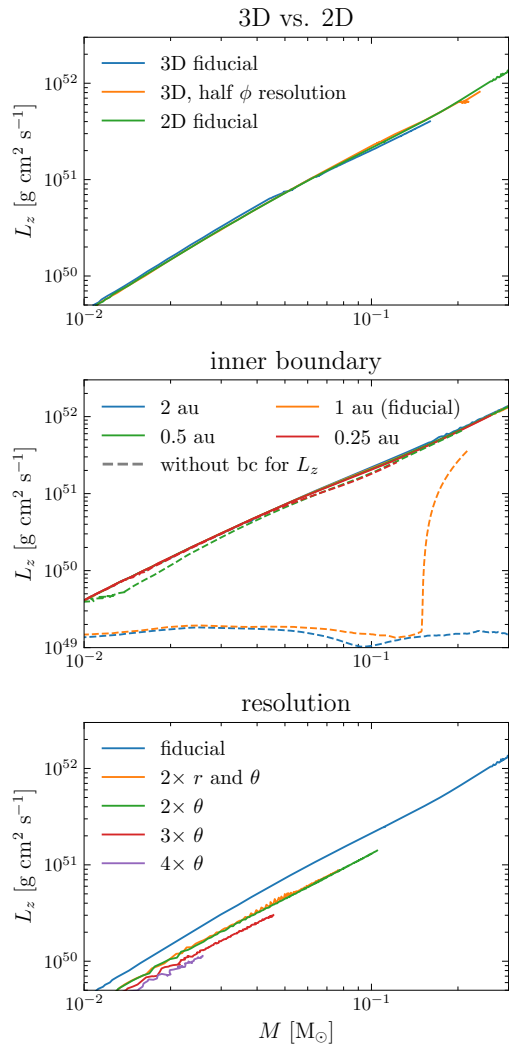 3D vs. 2D
3D fiducial
3D, half ϕ resolution
2D fiducial
10⁵²
10⁵¹
10⁵⁰
L_z [g cm² s⁻¹]
10⁻² 10⁻¹
inner boundary
2 au 1 au (fiducial)
0.5 au 0.25 au
without bc for L_z
10⁵²
10⁵¹
10⁵⁰
10⁴⁹
L_z [g cm² s⁻¹]
10⁻² 10⁻¹
resolution
fiducial
2× r and θ
2× θ
3× θ
4× θ
10⁵²
10⁵¹
10⁵⁰
L_z [g cm² s⁻¹]
10⁻² 10⁻¹
M [M_⊙]